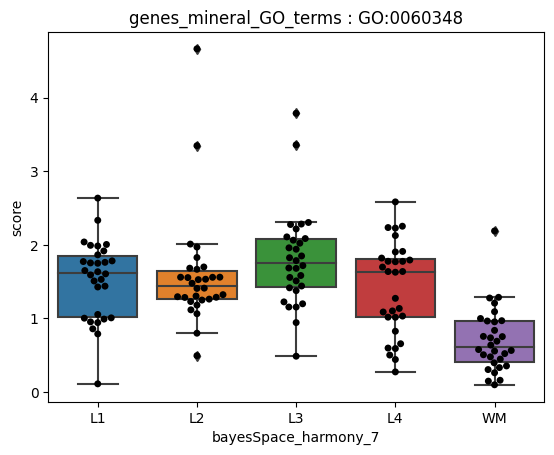 genes_mineral_GO_terms : GO:0060348
4
3
2
1
0
score
L1 L2 L3 L4 WM
bayesSpace_harmony_7